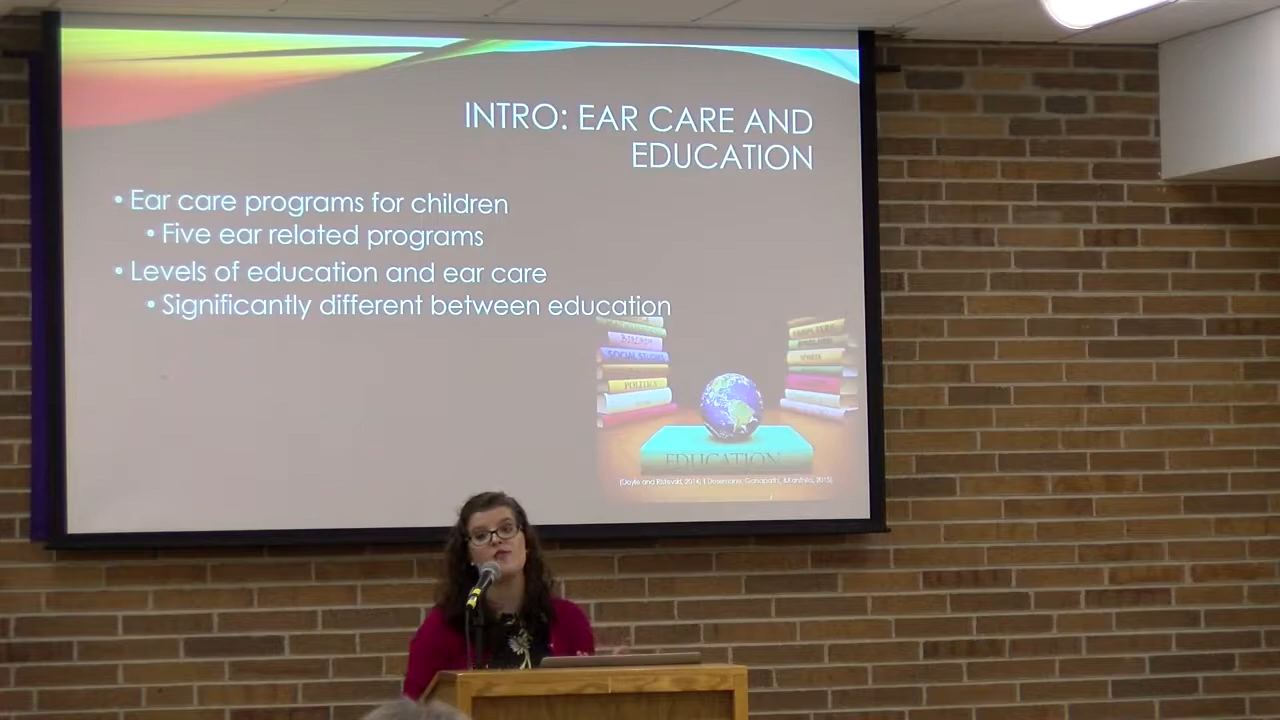 INTRO: EAR CARE AND
EDUCATION
• Ear care programs for children
• Five ear related programs
• Levels of education and ear care
• Significantly different between education
SOCIAL STUDIES
POLITICS
EDUCATION